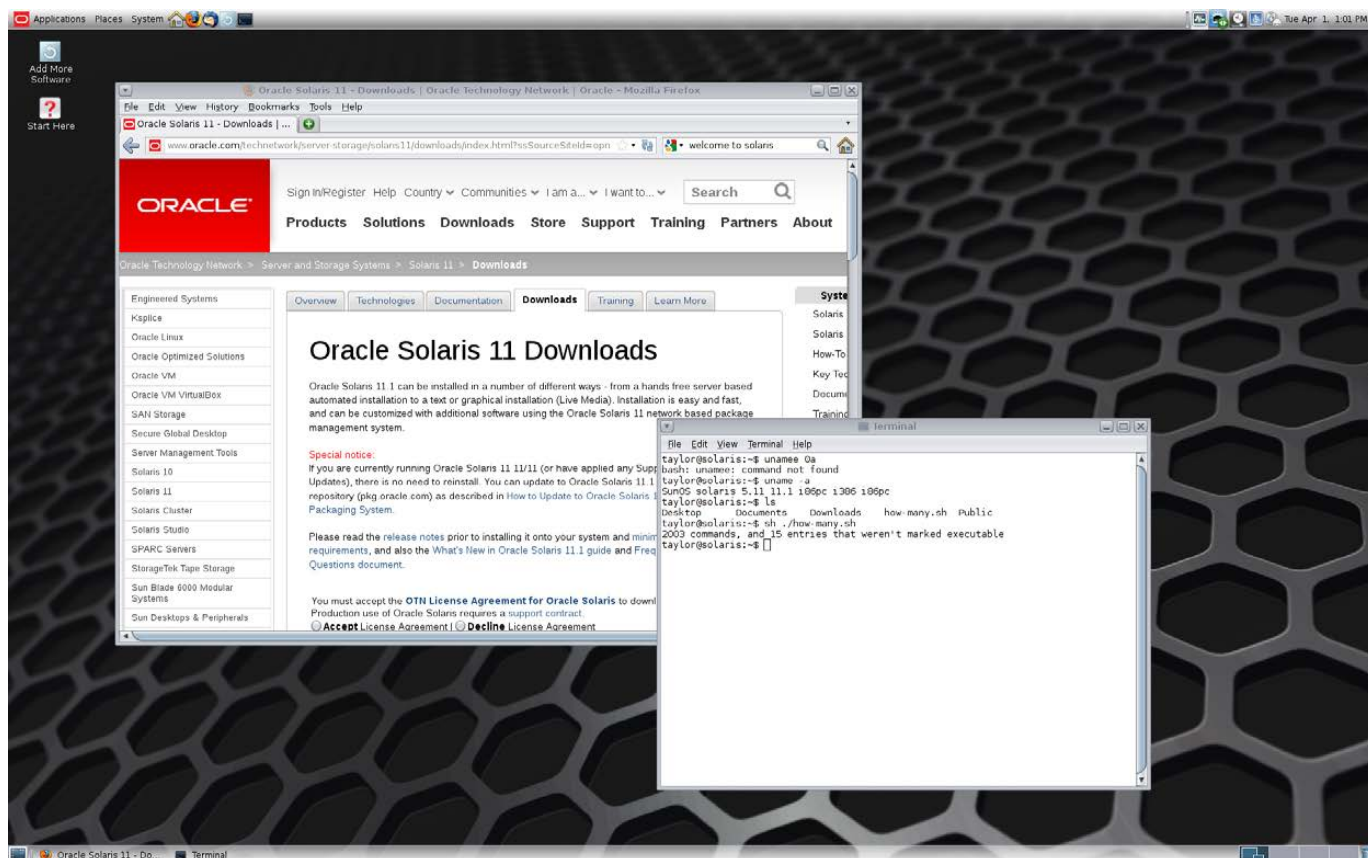 Applications Places System
Tue Apr 1, 1:01 PM
Add More
Software
Start Here
Oracle Solaris 11 - Downloads | Oracle Technology Network | Oracle - Mozilla Firefox
File Edit View History Bookmarks Tools Help
Oracle Solaris 11 - Downloads | ...
www.oracle.com/technetwork/server-storage/solaris11/downloads/index.html?ssSourceSiteId=opn
welcome to solaris
ORACLE
Sign In/Register Help Country Communities I am a... I want to... Search
Products Solutions Downloads Store Support Training Partners About
Oracle Technology Network > Server and Storage Systems > Solaris 11 > Downloads
Engineered Systems
Ksplice
Oracle Linux
Oracle Optimized Solutions
Oracle VM
Oracle VM VirtualBox
SAN Storage
Secure Global Desktop
Server Management Tools
Solaris 10
Solaris 11
Solaris Cluster
Solaris Studio
SPARC Servers
StorageTek Tape Storage
Sun Blade 6000 Modular
Systems
Sun Desktops & Peripherals
Overview Technologies Documentation Downloads Training Learn More
Oracle Solaris 11 Downloads
Oracle Solaris 11.1 can be installed in a number of different ways - from a hands free server based
automated installation to a text or graphical installation (Live Media). Installation is easy and fast,
and can be customized with additional software using the Oracle Solaris 11 network based package
management system.
Special notice:
If you are currently running Oracle Solaris 11 11/11 (or have applied any Supp
Updates), there is no need to reinstall. You can update to Oracle Solaris 11.1
repository (pkg.oracle.com) as described in How to Update to Oracle Solaris 1
Packaging System.
Please read the release notes prior to installing it onto your system and minim
requirements, and also the What's New in Oracle Solaris 11.1 guide and Freq
Questions document.
You must accept the OTN License Agreement for Oracle Solaris to downl
Production use of Oracle Solaris requires a support contract.
Accept License Agreement | Decline License Agreement
Syste
Solaris
Solaris
How-To
Key Tec
Docume
Training
Terminal
File Edit View Terminal Help
taylor@solaris:~$ unamee 0a
bash: unamee: command not found
taylor@solaris:~$ uname -a
SunOS solaris 5.11 11.1 i86pc i386 i86pc
taylor@solaris:~$ ls
Desktop Documents Downloads how-many.sh Public
taylor@solaris:~$ sh ./how-many.sh
2003 commands, and 15 entries that weren't marked executable
taylor@solaris:~$
Oracle Solaris 11 - Do...
Terminal